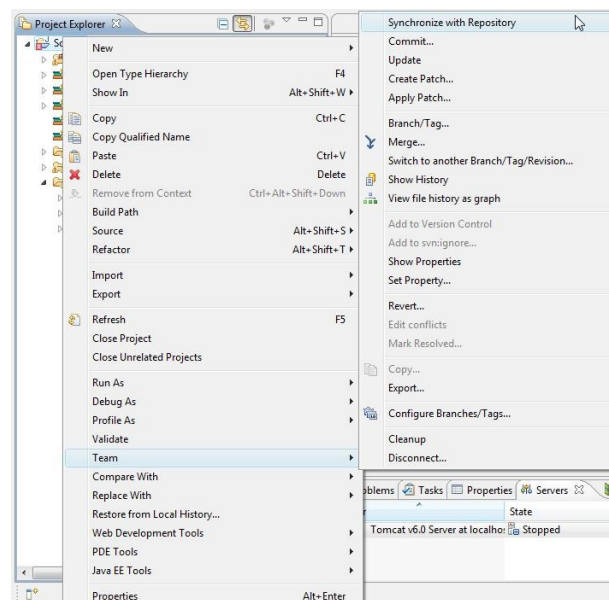 Project Explorer
New
Open Type Hierarchy F4
Show In Alt+Shift+W
Copy Ctrl+C
Copy Qualified Name
Paste Ctrl+V
Delete Delete
Remove from Context Ctrl+Alt+Shift+Down
Build Path
Source Alt+Shift+S
Refactor Alt+Shift+T
Import
Export
Refresh F5
Close Project
Close Unrelated Projects
Run As
Debug As
Profile As
Validate
Team
Compare With
Replace With
Restore from Local History...
Web Development Tools
PDE Tools
Java EE Tools
Properties Alt+Enter
Synchronize with Repository
Commit...
Update
Create Patch...
Apply Patch...
Branch/Tag...
Merge...
Switch to another Branch/Tag/Revision...
Show History
View file history as graph
Add to Version Control
Add to svn:ignore...
Show Properties
Set Property...
Revert...
Edit conflicts
Mark Resolved...
Copy...
Export...
Configure Branches/Tags...
Cleanup
Disconnect...
Tasks Properties Servers
State
Tomcat v6.0 Server at Stopped